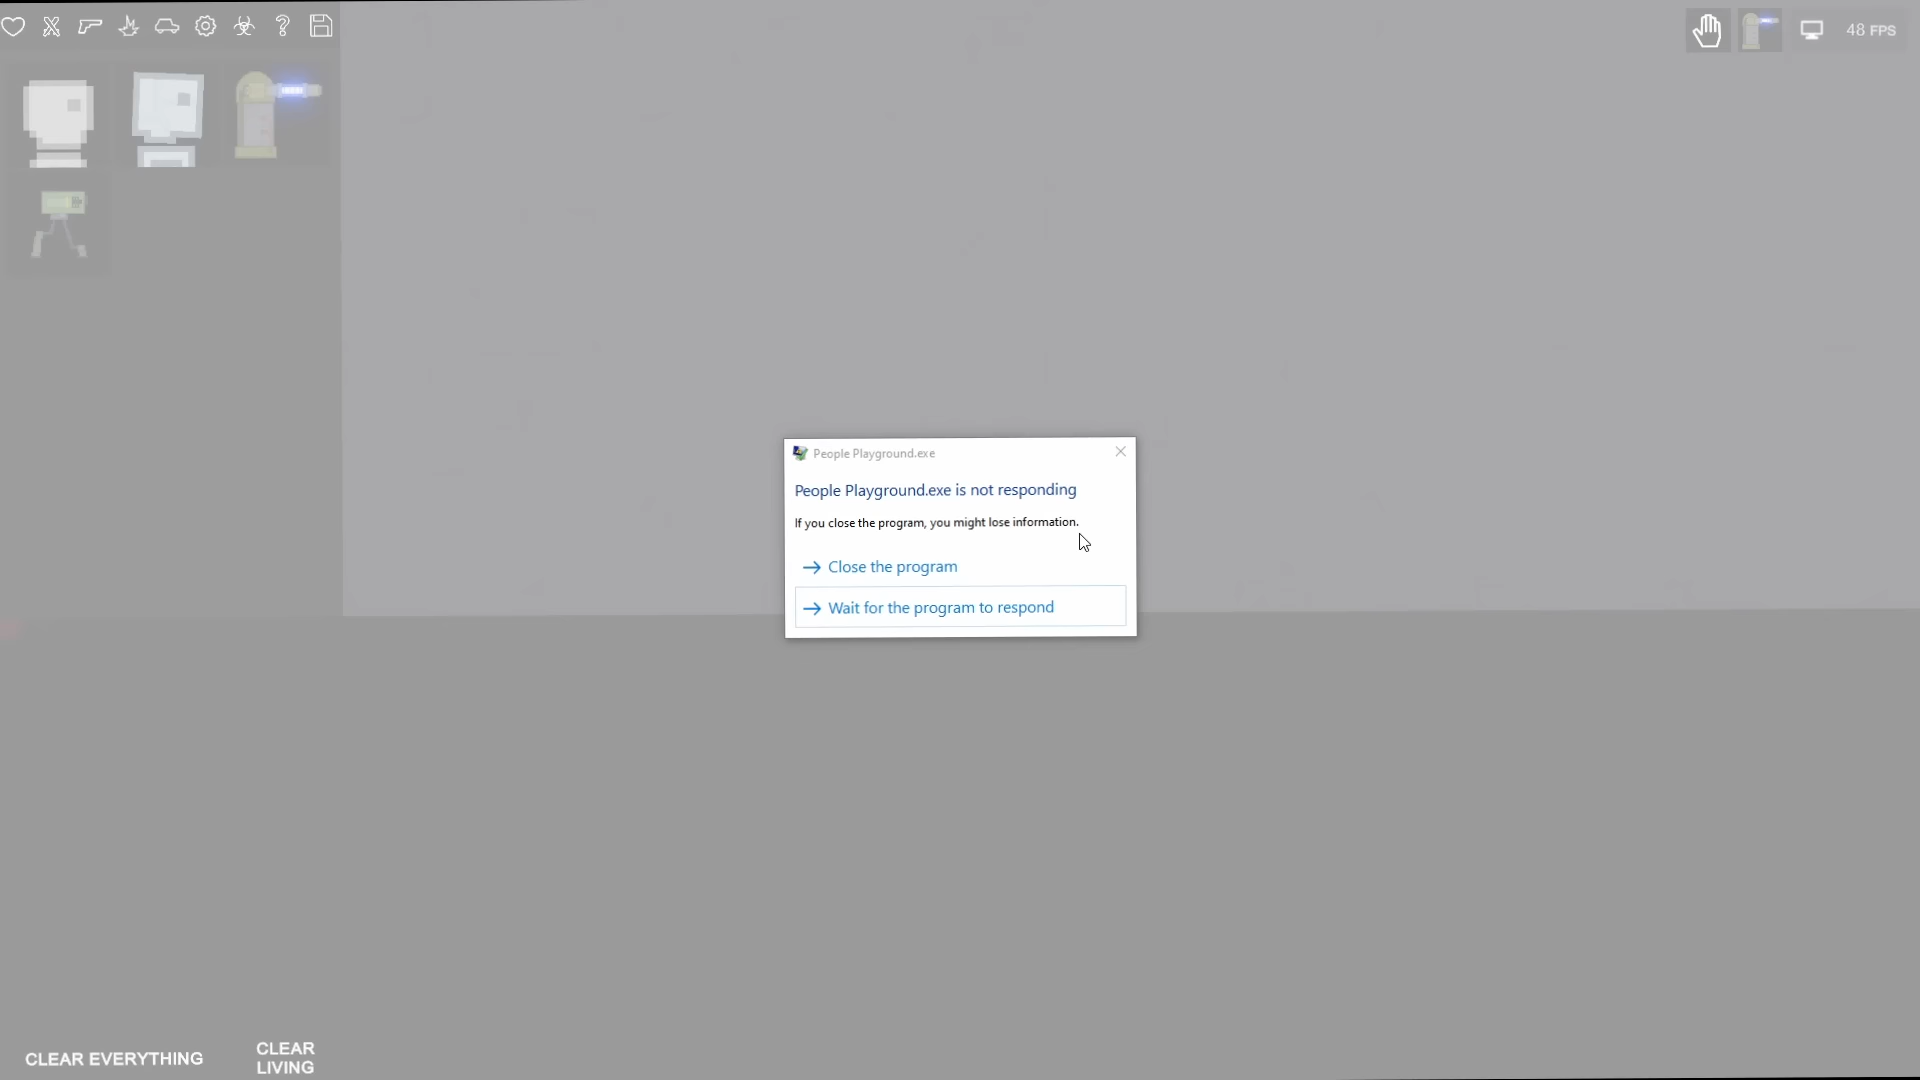 48 FPS
People Playground.exe
People Playground.exe is not responding
If you close the program, you might lose information.
Close the program
Wait for the program to respond
CLEAR EVERYTHING
CLEAR
LIVING